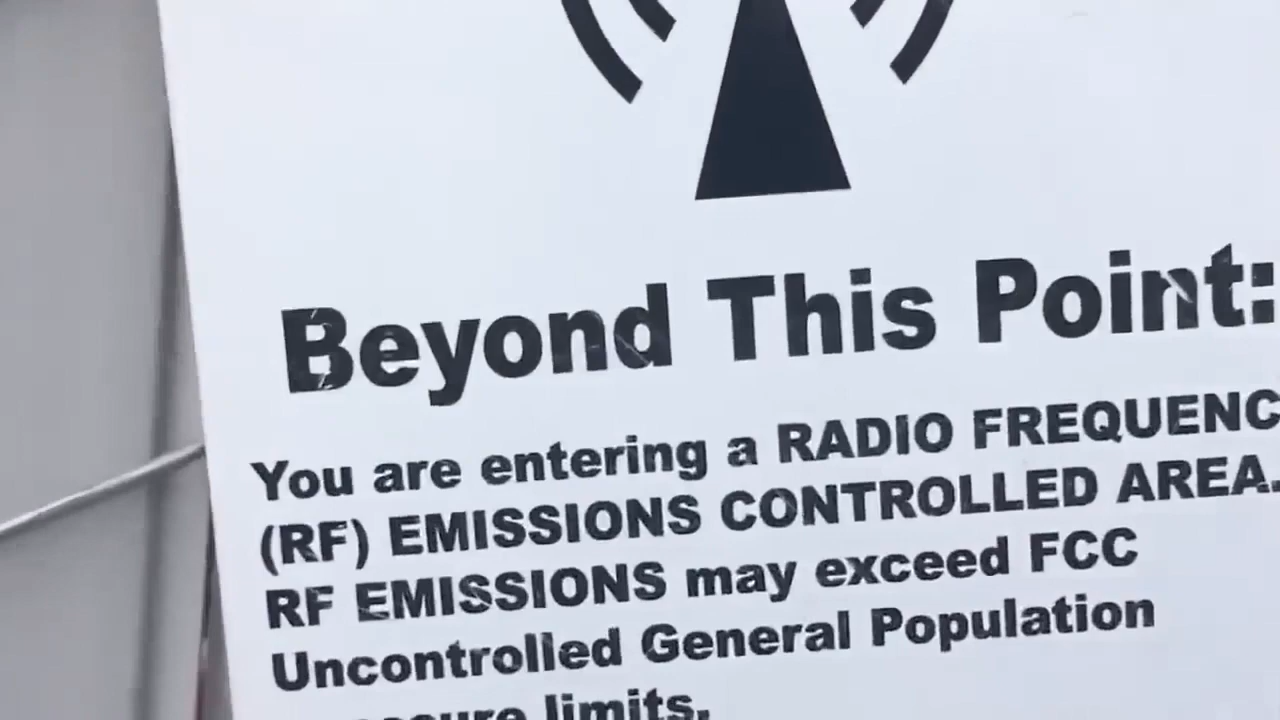 Beyond This Point:
You are entering a RADIO FREQUENC
(RF) EMISSIONS CONTROLLED AREA.
RF EMISSIONS may exceed FCC
Uncontrolled General Population
limits.